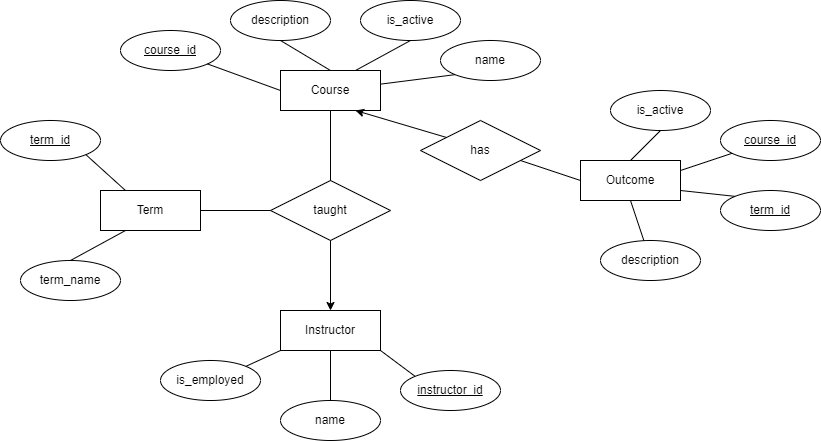 description
is_active
course_id
name
Course
is_active
term_id
course_id
has
Outcome
Term
taught
term_id
description
term_name
Instructor
is_employed
instructor_id
name